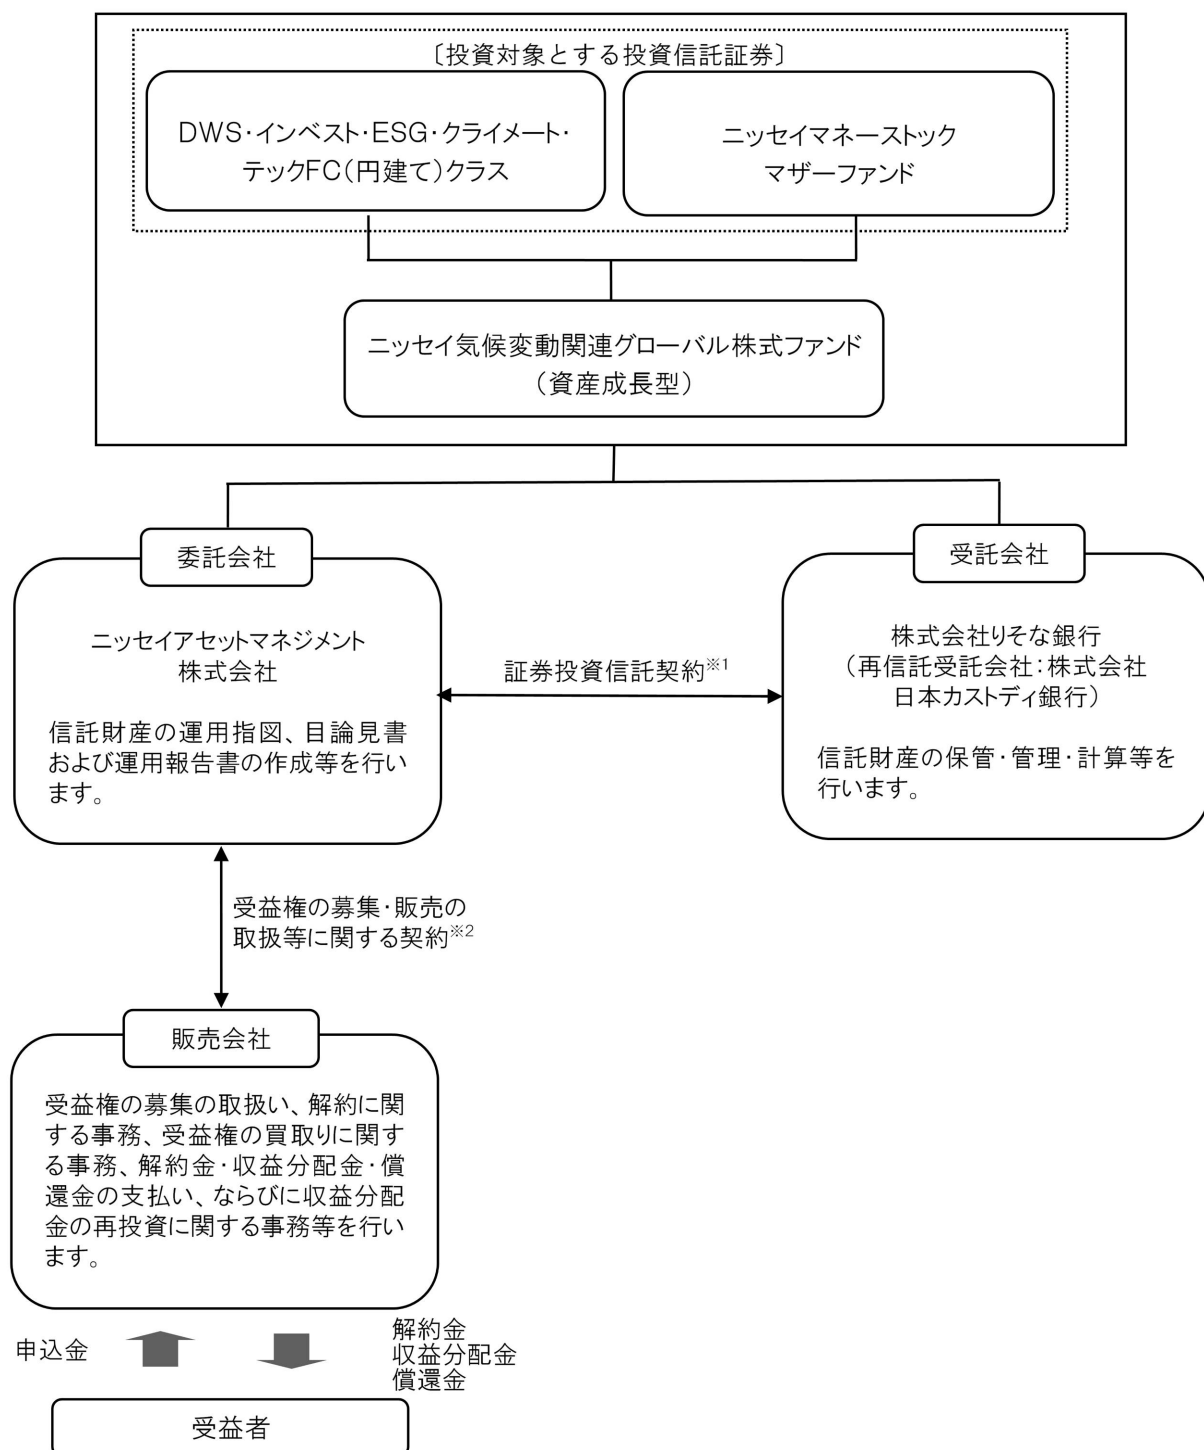 〔投資対象とする投資信託証券〕
DWS・インベスト・ESG・クライメート・
テックFC（円建て）クラス
ニッセイマネーストック
マザーファンド
ニッセイ気候変動関連グローバル株式ファンド
（資産成長型）
委託会社
ニッセイアセットマネジメント
株式会社
信託財産の運用指図、目論見書
および運用報告書の作成等を行い
ます。
証券投資信託契約※1
受託会社
株式会社りそな銀行
（再信託受託会社：株式会社
日本カストディ銀行）
信託財産の保管・管理・計算等を
行います。
受益権の募集・販売の
取扱等に関する契約※2
販売会社
受益権の募集の取扱い、解約に関
する事務、受益権の買取りに関す
る事務、解約金・収益分配金・償
還金の支払い、ならびに収益分配
金の再投資に関する事務等を行い
ます。
申込金
解約金
収益分配金
償還金
受益者